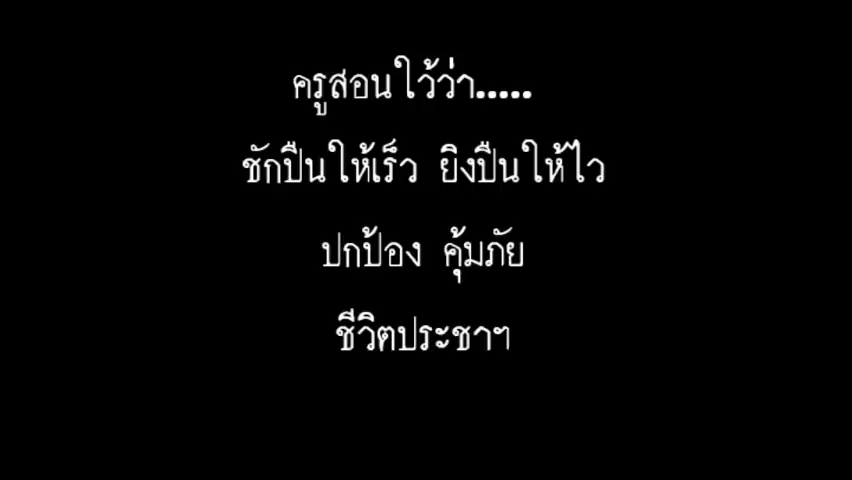 ครูสอนใว้ว่า.....
ชักปืนให้เร็ว ยิงปืนให้ไว
ปกป้อง คุ้มภัย
ชีวิตประชาฯ